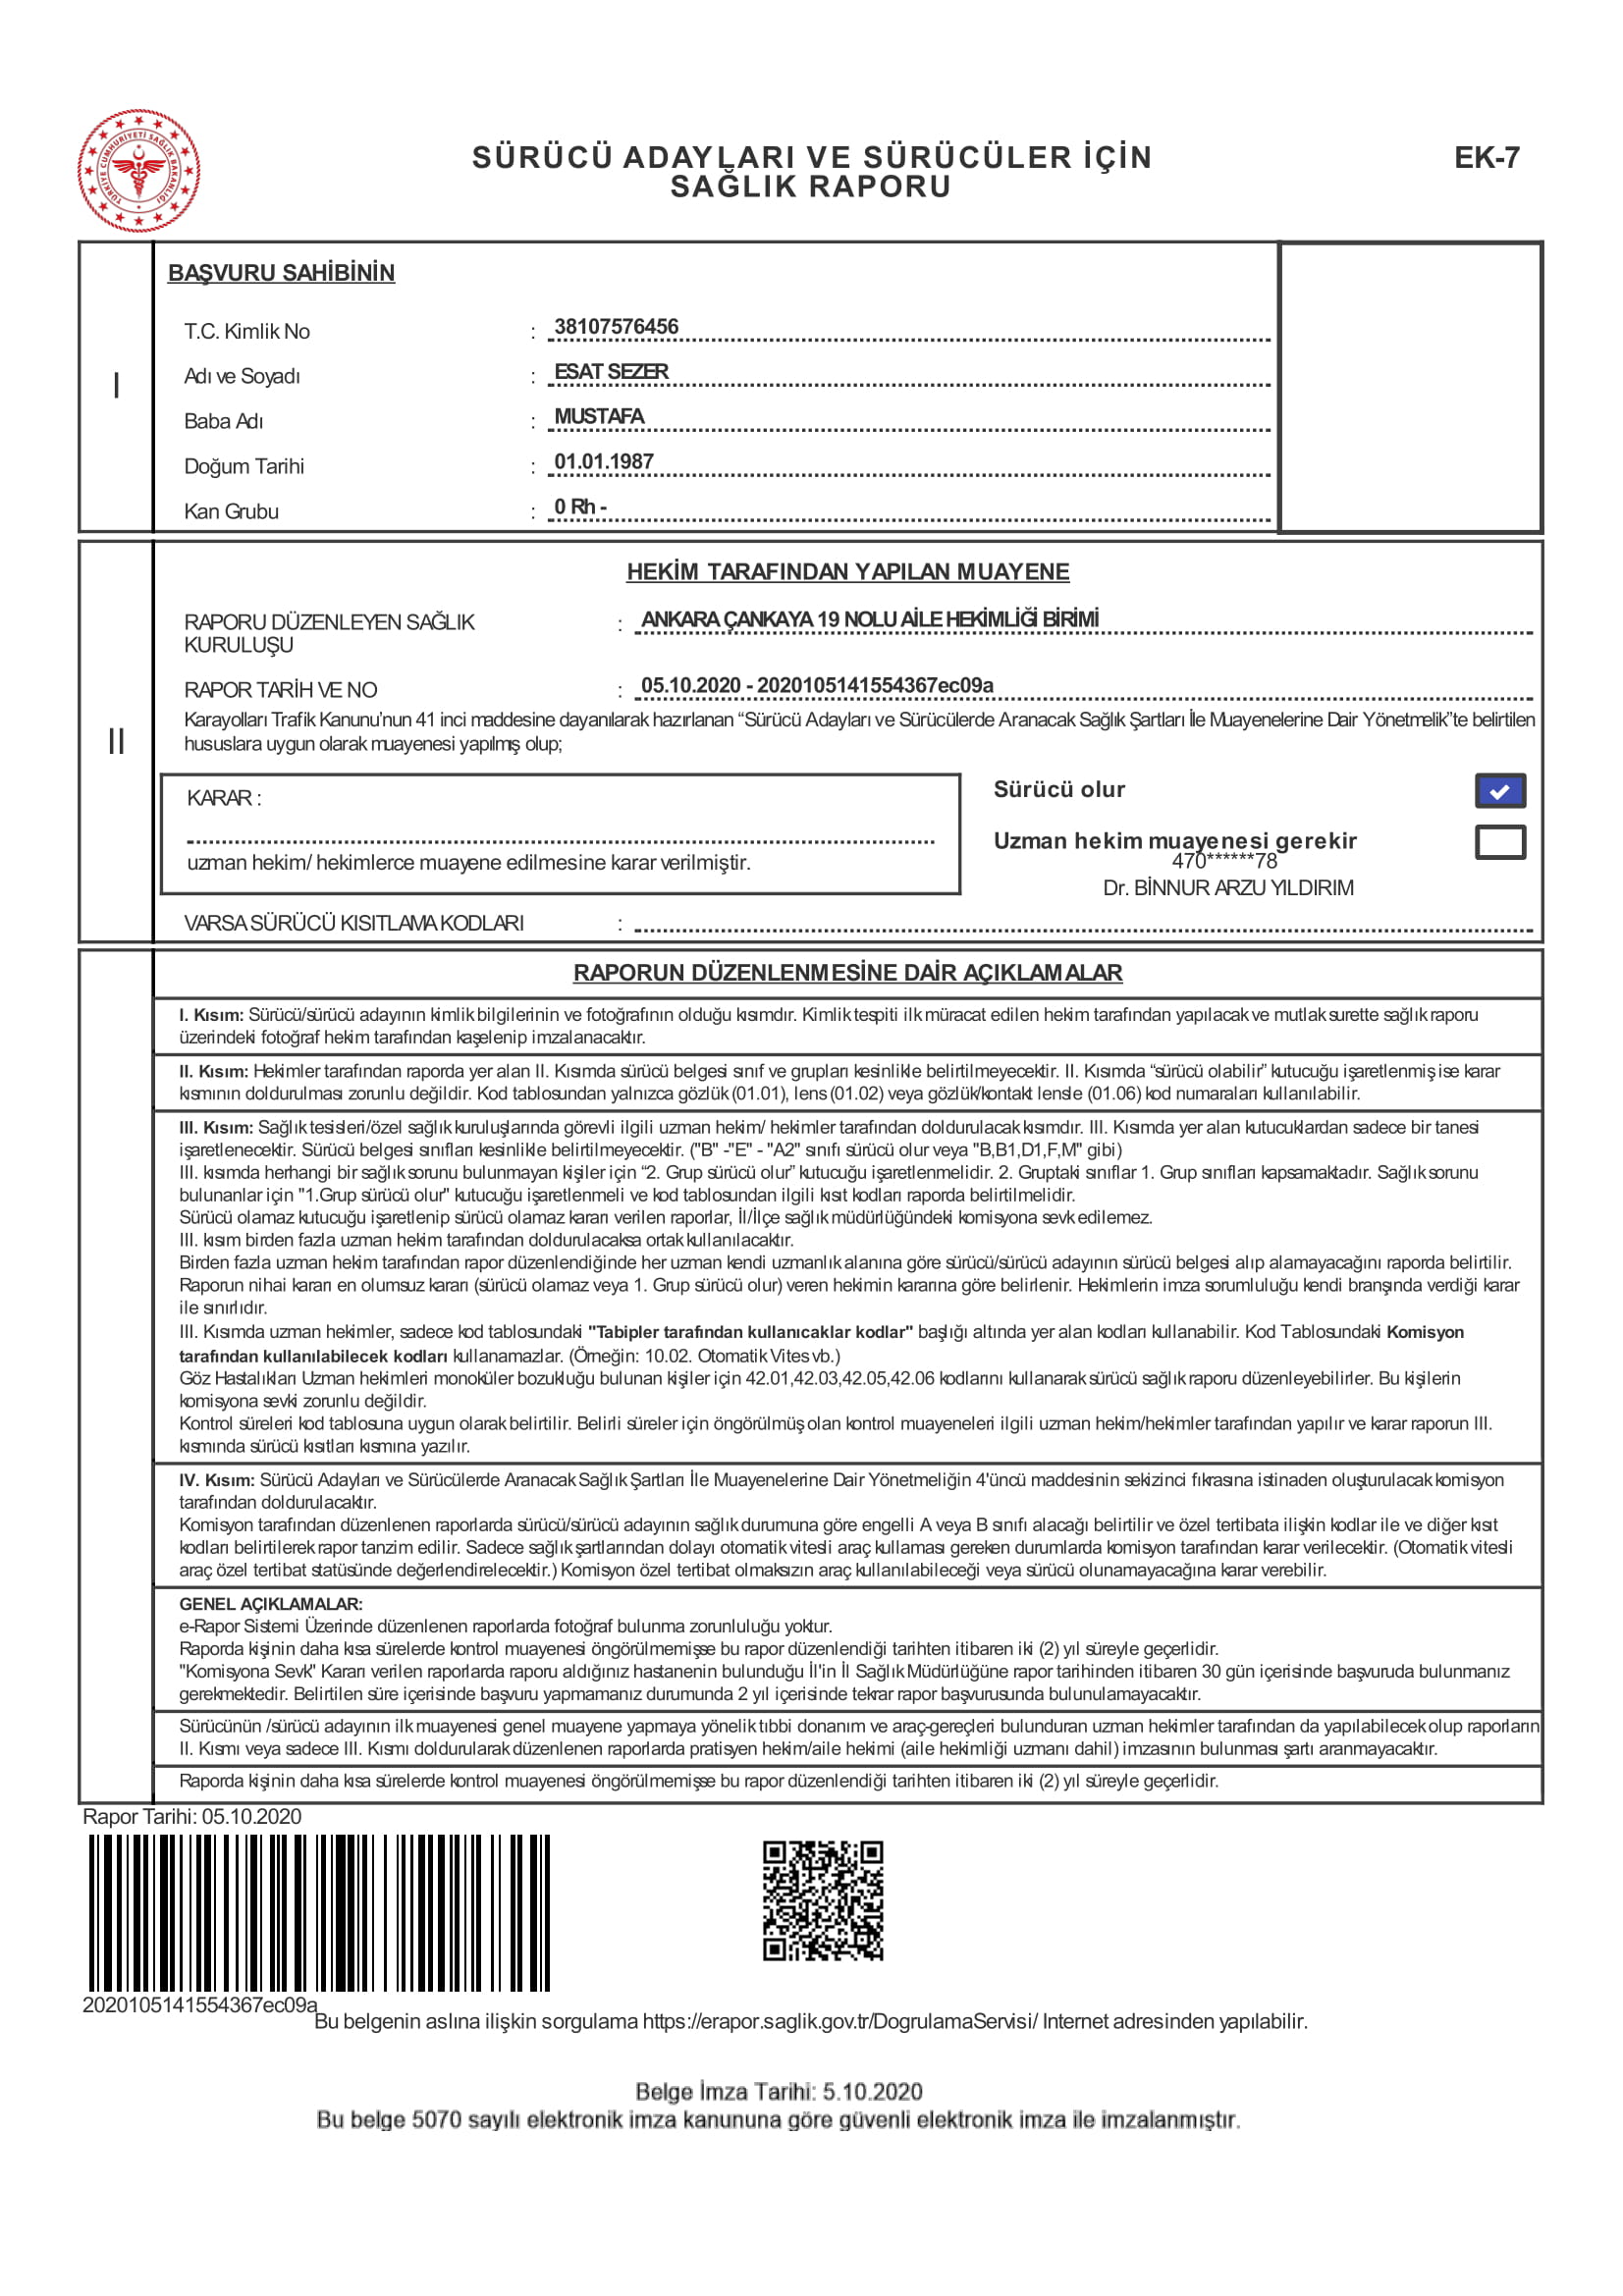 TÜRKİYE CUMHURİYETİ SAĞLIK BAKANLIĞI
SÜRÜCÜ ADAYLARI VE SÜRÜCÜLER İÇİN
SAĞLIK RAPORU
EK-7
I
BAŞVURU SAHİBİNİN
T.C. Kimlik No : 38107576456
Adı ve Soyadı : ESAT SEZER
Baba Adı : MUSTAFA
Doğum Tarihi : 01.01.1987
Kan Grubu : 0 Rh -
II
HEKİM TARAFINDAN YAPILAN MUAYENE
RAPORU DÜZENLEYEN SAĞLIK : ANKARA ÇANKAYA 19 NOLU AİLE HEKİMLİĞİ BİRİMİ
KURULUŞU
RAPOR TARİH VE NO : 05.10.2020 - 2020105141554367ec09a
Karayolları Trafik Kanunu’nun 41 inci maddesine dayanılarak hazırlanan “Sürücü Adayları ve Sürücülerde Aranacak Sağlık Şartları İle Muayenelerine Dair Yönetmelik”te belirtilen
hususlara uygun olarak muayenesi yapılmış olup;
KARAR :
uzman hekim/ hekimlerce muayene edilmesine karar verilmiştir.
Sürücü olur
Uzman hekim muayenesi gerekir
470******78
Dr. BİNNUR ARZU YILDIRIM
VARSA SÜRÜCÜ KISITLAMA KODLARI :
RAPORUN DÜZENLENMESİNE DAİR AÇIKLAMALAR
I. Kısım: Sürücü/sürücü adayının kimlik bilgilerinin ve fotoğrafının olduğu kısımdır. Kimlik tespiti ilk müracat edilen hekim tarafından yapılacak ve mutlak surette sağlık raporu
üzerindeki fotoğraf hekim tarafından kaşelenip imzalanacaktır.
II. Kısım: Hekimler tarafından raporda yer alan II. Kısımda sürücü belgesi sınıf ve grupları kesinlikle belirtilmeyecektir. II. Kısımda “sürücü olabilir” kutucuğu işaretlenmiş ise karar
kısmının doldurulması zorunlu değildir. Kod tablosundan yalnızca gözlük (01.01), lens (01.02) veya gözlük/kontakt lensle (01.06) kod numaraları kullanılabilir.
III. Kısım: Sağlık tesisleri/özel sağlık kuruluşlarında görevli ilgili uzman hekim/ hekimler tarafından doldurulacak kısımdır. III. Kısımda yer alan kutucuklardan sadece bir tanesi
işaretlenecektir. Sürücü belgesi sınıfları kesinlikle belirtilmeyecektir. ("B" -"E" - "A2" sınıfı sürücü olur veya "B,B1,D1,F,M" gibi)
III. kısımda herhangi bir sağlık sorunu bulunmayan kişiler için “2. Grup sürücü olur” kutucuğu işaretlenmelidir. 2. Gruptaki sınıflar 1. Grup sınıfları kapsamaktadır. Sağlık sorunu
bulunanlar için "1.Grup sürücü olur" kutucuğu işaretlenmeli ve kod tablosundan ilgili kısıt kodları raporda belirtilmelidir.
Sürücü olamaz kutucuğu işaretlenip sürücü olamaz kararı verilen raporlar, İl/İlçe sağlık müdürlüğündeki komisyona sevk edilemez.
III. kısım birden fazla uzman hekim tarafından doldurulacaksa ortak kullanılacaktır.
Birden fazla uzman hekim tarafından rapor düzenlendiğinde her uzman kendi uzmanlık alanına göre sürücü/sürücü adayının sürücü belgesi alıp alamayacağını raporda belirtilir.
Raporun nihai kararı en olumsuz kararı (sürücü olamaz veya 1. Grup sürücü olur) veren hekimin kararına göre belirlenir. Hekimlerin imza sorumluluğu kendi branşında verdiği karar
ile sınırlıdır.
III. Kısımda uzman hekimler, sadece kod tablosundaki "Tabipler tarafından kullanıcaklar kodlar" başlığı altında yer alan kodları kullanabilir. Kod Tablosundaki Komisyon
tarafından kullanılabilecek kodları kullanamazlar. (Örneğin: 10.02. Otomatik Vites vb.)
Göz Hastalıkları Uzman hekimleri monoküler bozukluğu bulunan kişiler için 42.01,42.03,42.05,42.06 kodlarını kullanarak sürücü sağlık raporu düzenleyebilirler. Bu kişilerin
komisyona sevki zorunlu değildir.
Kontrol süreleri kod tablosuna uygun olarak belirtilir. Belirli süreler için öngörülmüş olan kontrol muayeneleri ilgili uzman hekim/hekimler tarafından yapılır ve karar raporun III.
kısmında sürücü kısıtları kısmına yazılır.
IV. Kısım: Sürücü Adayları ve Sürücülerde Aranacak Sağlık Şartları İle Muayenelerine Dair Yönetmeliğin 4'üncü maddesinin sekizinci fıkrasına istinaden oluşturulacak komisyon
tarafından doldurulacaktır.
Komisyon tarafından düzenlenen raporlarda sürücü/sürücü adayının sağlık durumuna göre engelli A veya B sınıfı alacağı belirtilir ve özel tertibata ilişkin kodlar ile ve diğer kısıt
kodları belirtilerek rapor tanzim edilir. Sadece sağlık şartlarından dolayı otomatik vitesli araç kullaması gereken durumlarda komisyon tarafından karar verilecektir. (Otomatik vitesli
araç özel tertibat statüsünde değerlendirelecektir.) Komisyon özel tertibat olmaksızın araç kullanılabileceği veya sürücü olunamayacağına karar verebilir.
GENEL AÇIKLAMALAR:
e-Rapor Sistemi Üzerinde düzenlenen raporlarda fotoğraf bulunma zorunluluğu yoktur.
Raporda kişinin daha kısa sürelerde kontrol muayenesi öngörülmemişse bu rapor düzenlendiği tarihten itibaren iki (2) yıl süreyle geçerlidir.
"Komisyona Sevk" Kararı verilen raporlarda raporu aldığınız hastanenin bulunduğu İl'in İl Sağlık Müdürlüğüne rapor tarihinden itibaren 30 gün içerisinde başvuruda bulunmanız
gerekmektedir. Belirtilen süre içerisinde başvuru yapmamanız durumunda 2 yıl içerisinde tekrar rapor başvurusunda bulunulamayacaktır.
Sürücünün /sürücü adayının ilk muayenesi genel muayene yapmaya yönelik tıbbi donanım ve araç-gereçleri bulunduran uzman hekimler tarafından da yapılabilecek olup raporların
II. Kısmı veya sadece III. Kısmı doldurularak düzenlenen raporlarda pratisyen hekim/aile hekimi (aile hekimliği uzmanı dahil) imzasının bulunması şartı aranmayacaktır.
Raporda kişinin daha kısa sürelerde kontrol muayenesi öngörülmemişse bu rapor düzenlendiği tarihten itibaren iki (2) yıl süreyle geçerlidir.
Rapor Tarihi: 05.10.2020
2020105141554367ec09a
Bu belgenin aslına ilişkin sorgulama https://erapor.saglik.gov.tr/DogrulamaServisi/ Internet adresinden yapılabilir.
Belge İmza Tarihi: 5.10.2020
Bu belge 5070 sayılı elektronik imza kanununa göre güvenli elektronik imza ile imzalanmıştır.